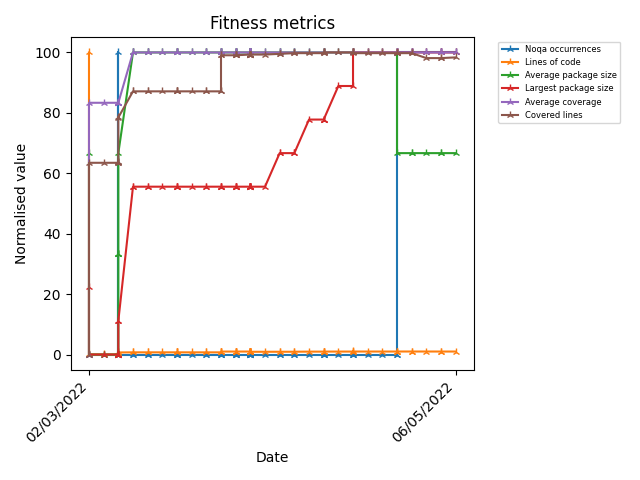 Fitness metrics
Normalised value
100
80
60
40
20
0
02/03/2022
06/05/2022
Date
Noqa occurrences
Lines of code
Average package size
Largest package size
Average coverage
Covered lines